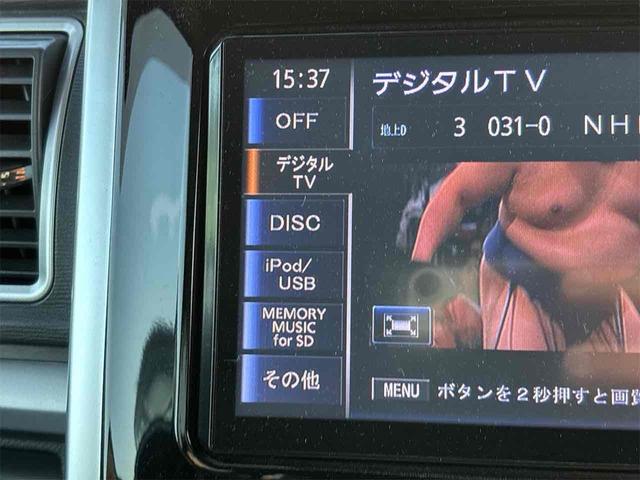 15:37
デジタルTV
OFF
地上D 3 031-0 NH
デジタル
TV
DISC
iPod/
USB
MEMORY
MUSIC
for SD
その他
MENU ボタンを2秒押すと画質